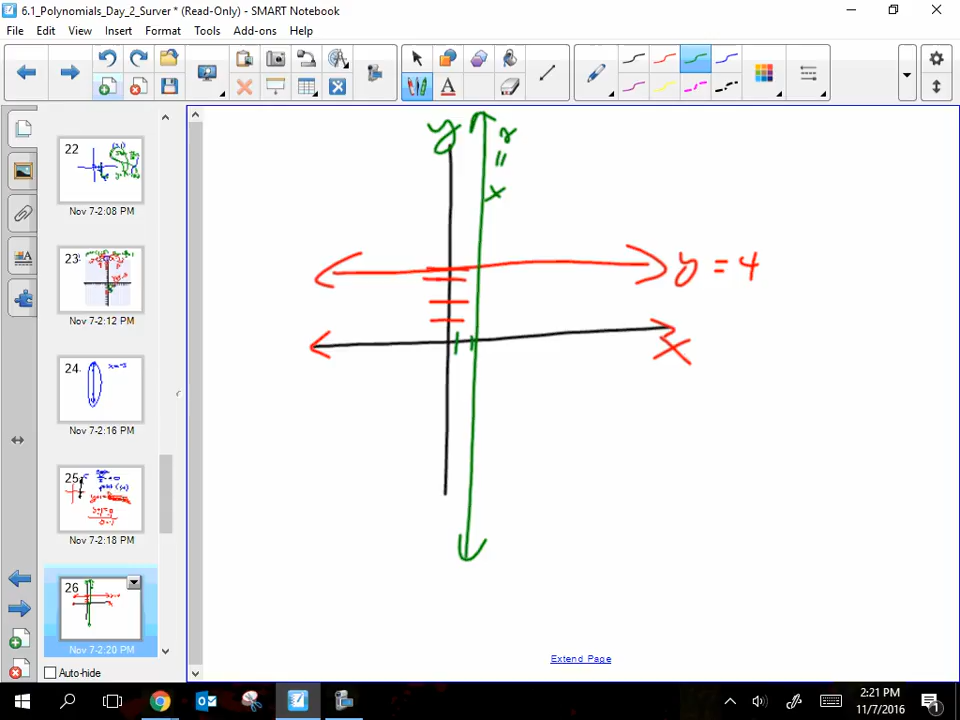 6.1_Polynomials_Day_2_Surver * (Read-Only) - SMART Notebook
File Edit View Insert Format Tools Add-ons Help
22
Nov 7-2:08 PM
23
Nov 7-2:12 PM
24
x=-3
Nov 7-2:16 PM
25
Nov 7-2:18 PM
26
Nov 7-2:20 PM
Auto-hide
y
x = 2
y = 4
x
Extend Page
2:21 PM
11/7/2016
1